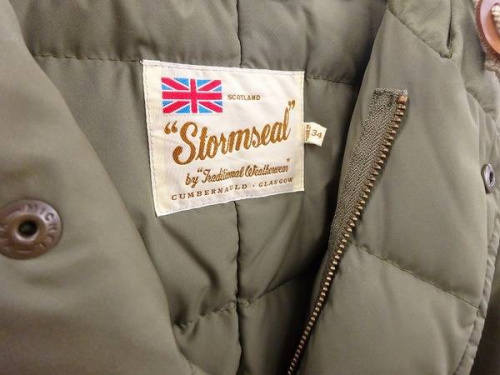 SCOTLAND
"Stormseal"
by "Traditional Weatherwear"
CUMBERNAULD · GLASGOW
34